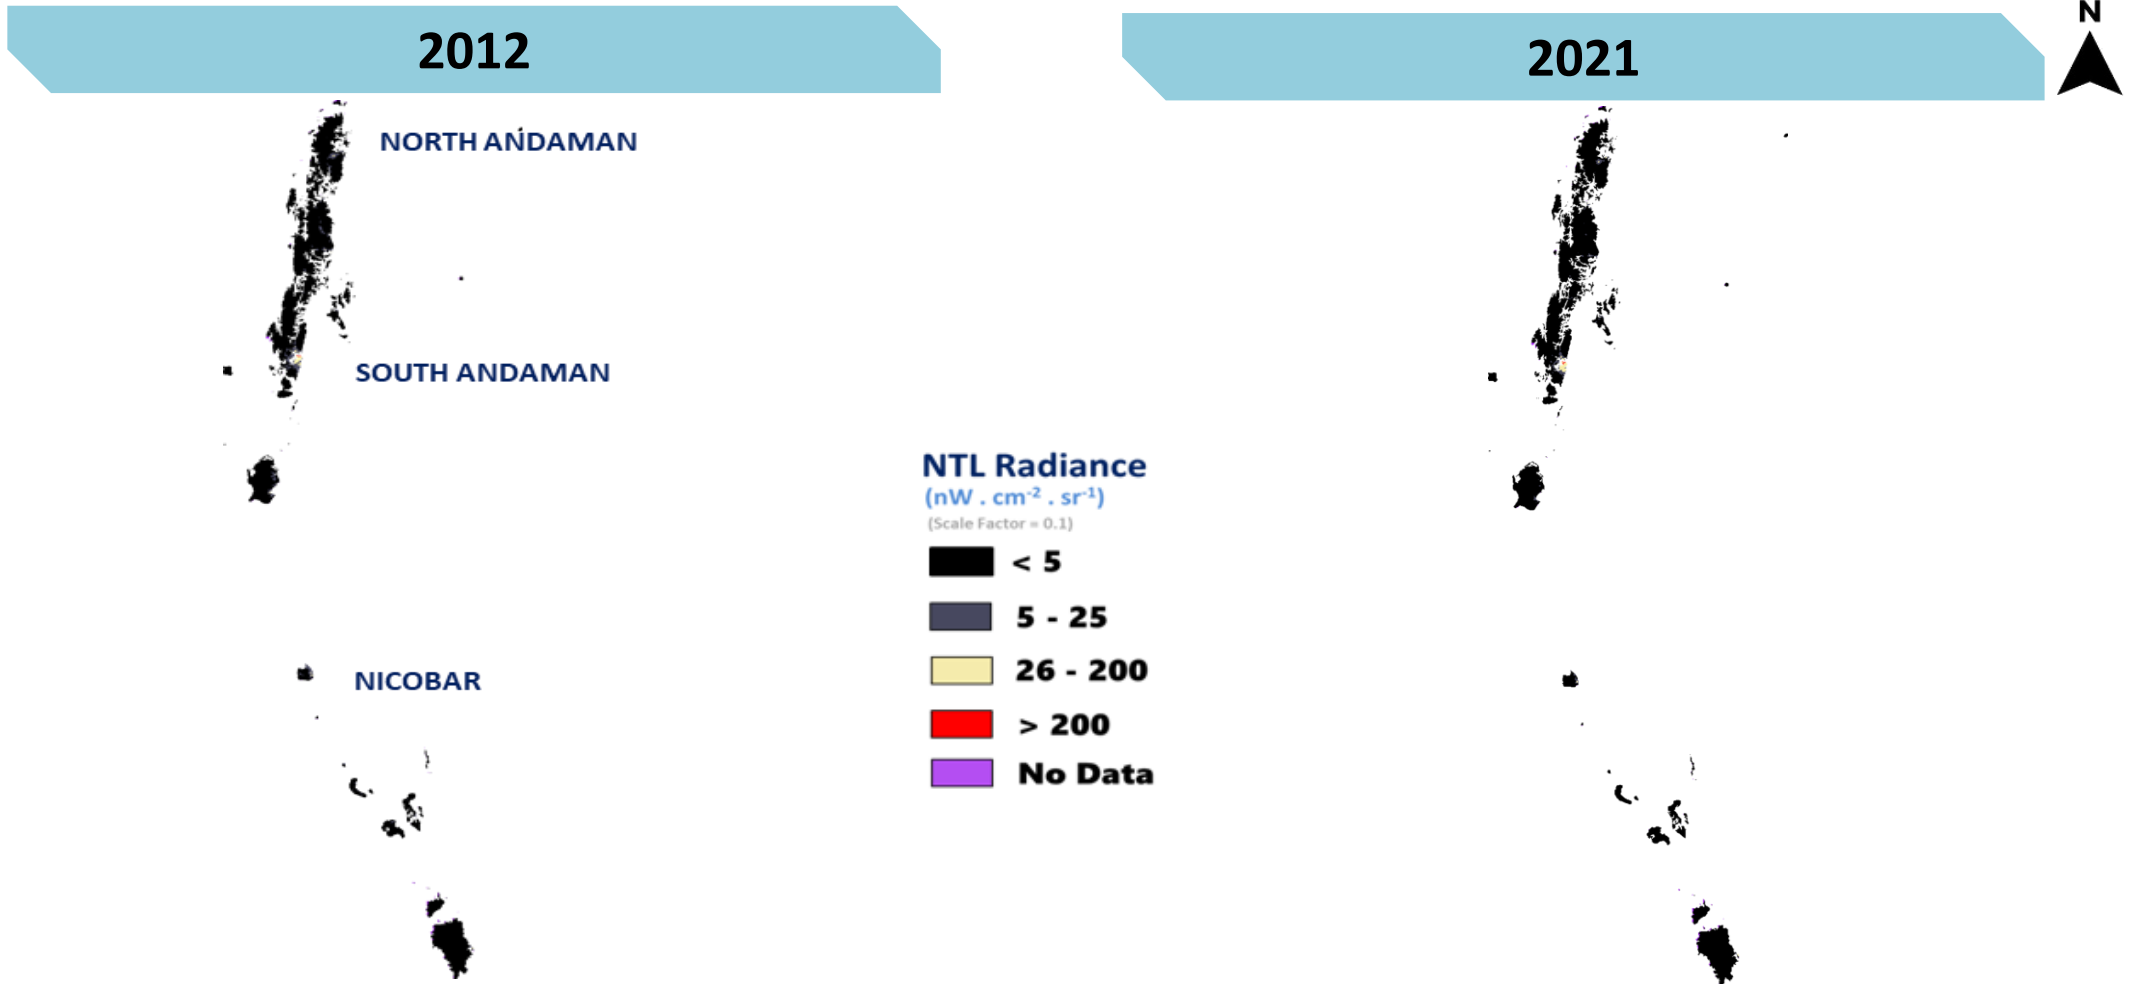 2012
2021
N
NORTH ANDAMAN
SOUTH ANDAMAN
NTL Radiance
(nW . cm-2 . sr-1)
(Scale Factor = 0.1)
< 5
5 - 25
26 - 200
> 200
No Data
NICOBAR